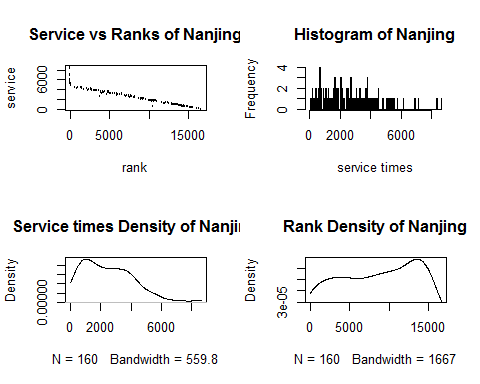 Service vs Ranks of Nanjing
service
0 6000
0 5000 15000
rank
Histogram of Nanjing
Frequency
0 2 4
0 2000 6000
service times
Service times Density of Nanjin
Density
0.00000
0 2000 6000
N = 160 Bandwidth = 559.8
Rank Density of Nanjing
Density
3e-05
0 5000 15000
N = 160 Bandwidth = 1667